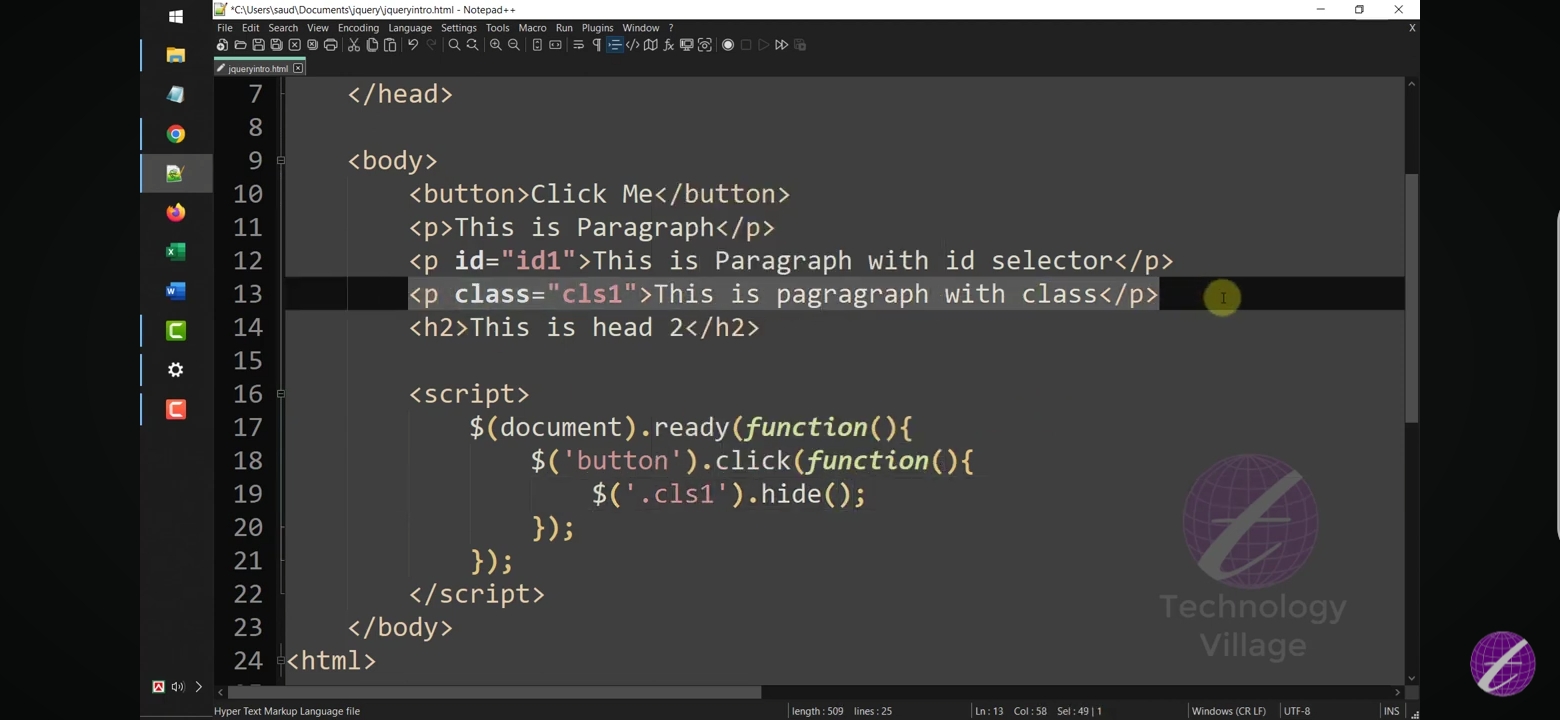 *C:\Users\saud\Documents\jquery\jqueryintro.html - Notepad++
File Edit Search View Encoding Language Settings Tools Macro Run Plugins Window ? X
jqueryintro.html
7 </head>
8
9 <body>
10 <button>Click Me</button>
11 <p>This is Paragraph</p>
12 <p id="id1">This is Paragraph with id selector</p>
13 <p class="cls1">This is pagragraph with class</p>
14 <h2>This is head 2</h2>
15
16 <script>
17 $(document).ready(function(){
18 $('button').click(function(){
19 $('.cls1').hide();
20 });
21 });
22 </script>
23 </body>
24 <html>
Technology
Village
Hyper Text Markup Language file length : 509 lines : 25 Ln : 13 Col : 58 Sel : 49 | 1 Windows (CR LF) UTF-8 INS